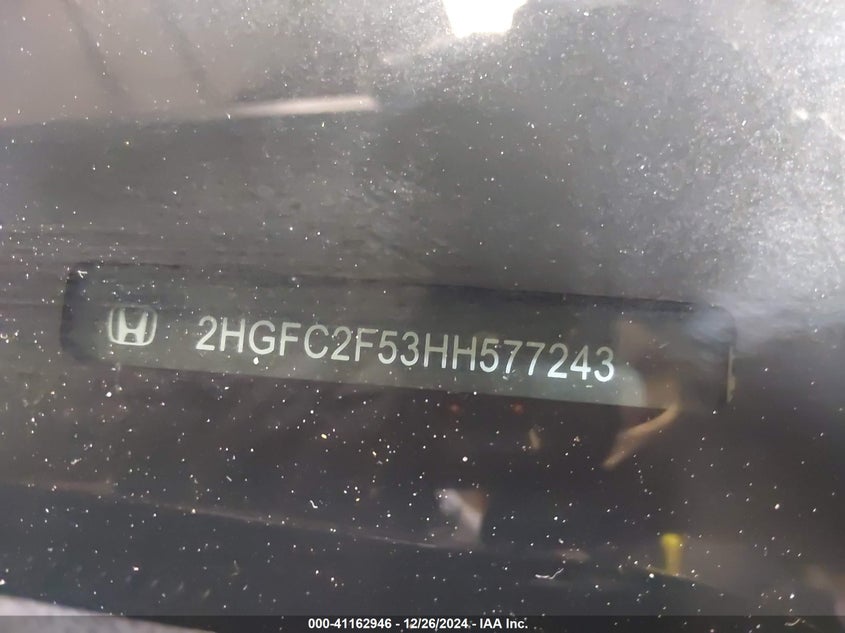 2HGFC2F53HH577243
000-41162946 - 12/26/2024 - IAA Inc.